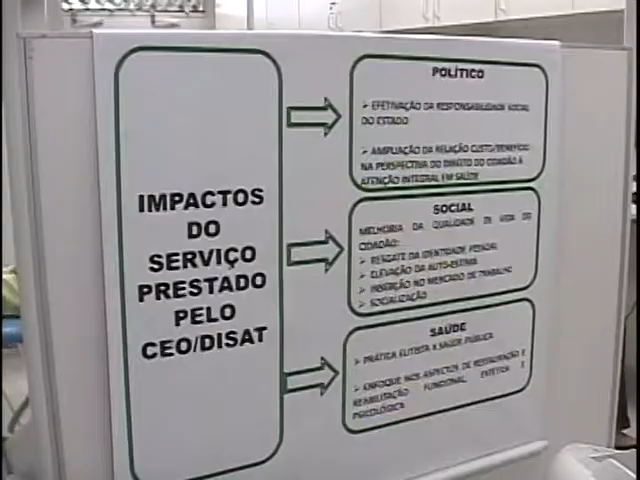 IMPACTOS
DO
SERVIÇO
PRESTADO
PELO
CEO/DISAT
POLÍTICO
➢ EFETIVAÇÃO DA RESPONSABILIDADE SOCIAL
DO ESTADO
➢ AMPLIAÇÃO DA RELAÇÃO CUSTO/BENEFÍCIO
NA PERSPECTIVA DO DIREITO DO CIDADÃO A
ATENÇÃO INTEGRAL EM SAÚDE
SOCIAL
MELHORIA DA QUALIDADE DE VIDA DO
CIDADÃO:
➢ RESGATE DA IDENTIDADE PESSOAL
➢ ELEVAÇÃO DA AUTO-ESTIMA
➢ INSERÇÃO NO MERCADO DE TRABALHO
➢ SOCIALIZAÇÃO
SAÚDE
➢ PRÁTICA ELITISTA X SAÚDE PÚBLICA
➢ ENFOQUE NOS ASPECTOS DE RESTAURAÇÃO E
REABILITAÇÃO FUNCIONAL ESTÉTICA E
PSICOLÓGICA